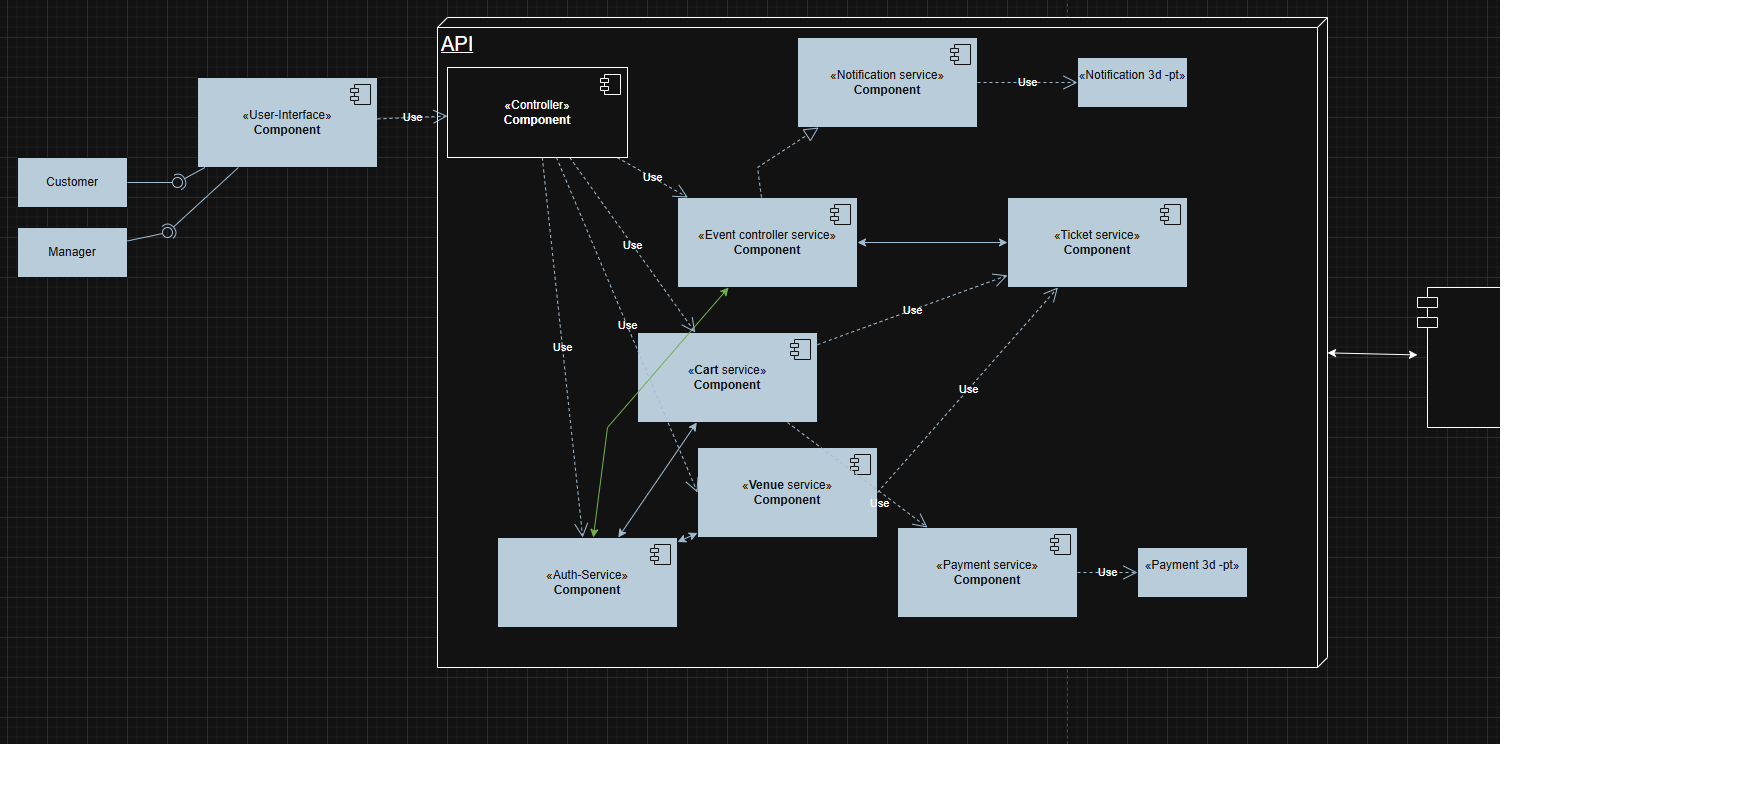 API
«Notification service»
Component
Use
«Notification 3d -pt»
«Controller»
Component
«User-Interface»
Component
Use
Customer
Manager
Use
«Event controller service»
Component
«Ticket service»
Component
Use
Use
Use
Use
«Cart service»
Component
Use
«Venue service»
Component
Use
«Auth-Service»
Component
«Payment service»
Component
Use
«Payment 3d -pt»